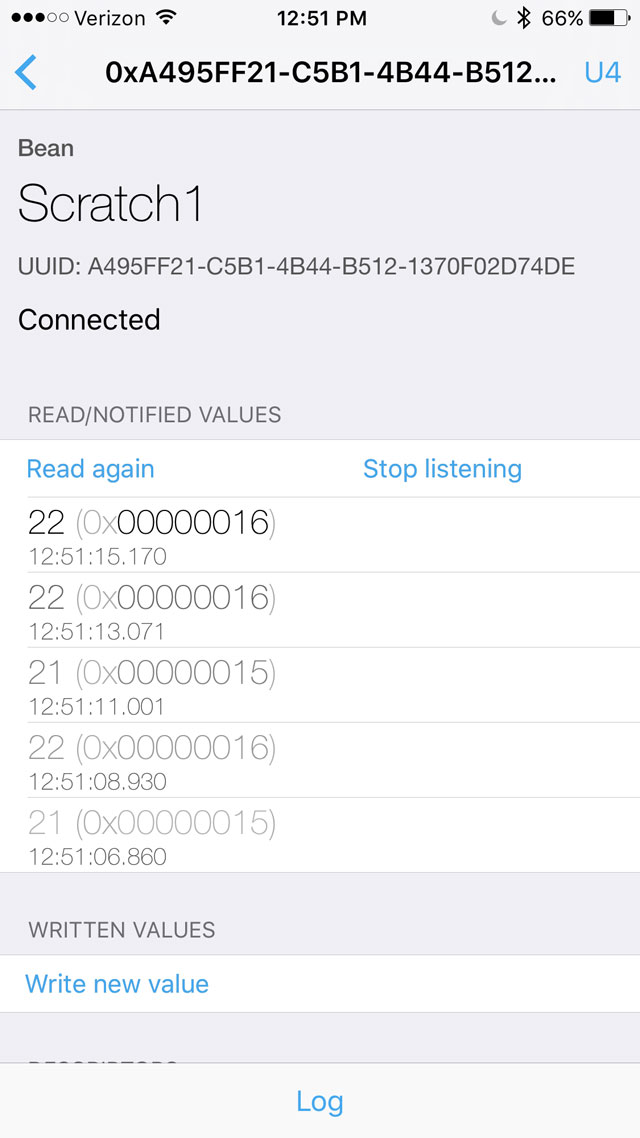 Verizon 12:51 PM 66%
0xA495FF21-C5B1-4B44-B512... U4
Bean
Scratch1
UUID: A495FF21-C5B1-4B44-B512-1370F02D74DE
Connected
READ/NOTIFIED VALUES
Read again Stop listening
22 (0x00000016)
12:51:15.170
22 (0x00000016)
12:51:13.071
21 (0x00000015)
12:51:11.001
22 (0x00000016)
12:51:08.930
21 (0x00000015)
12:51:06.860
WRITTEN VALUES
Write new value
Log